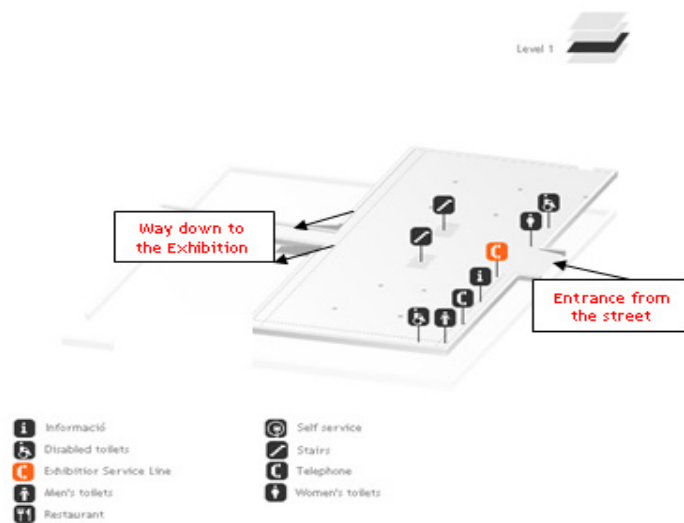 Level 1
Way down to
the Exhibition
Entrance from
the street
Informació
Disabled toilets
Exhibitior Service Line
Men's toilets
Restaurant
Self service
Stairs
Telephone
Women's toilets